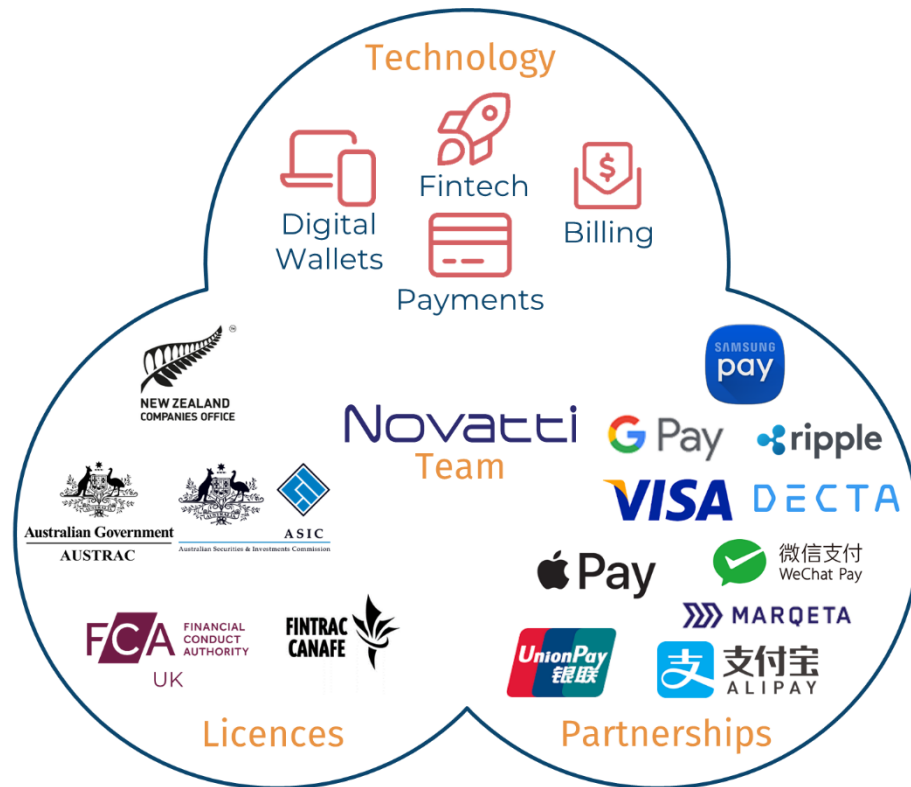 Technology
Fintech
Digital
Wallets
Billing
$
Payments
NEW ZEALAND
COMPANIES OFFICE
Novatti
Team
SAMSUNG
pay
G Pay
ripple
VISA
DECTA
Australian Government
AUSTRAC
ASIC
Australian Securities & Investments Commission
Pay
微信支付
WeChat Pay
MARQETA
FCA
FINANCIAL
CONDUCT
AUTHORITY
UK
FINTRAC
CANAFE
UnionPay
银联
支
支付宝
ALIPAY
Licences
Partnerships